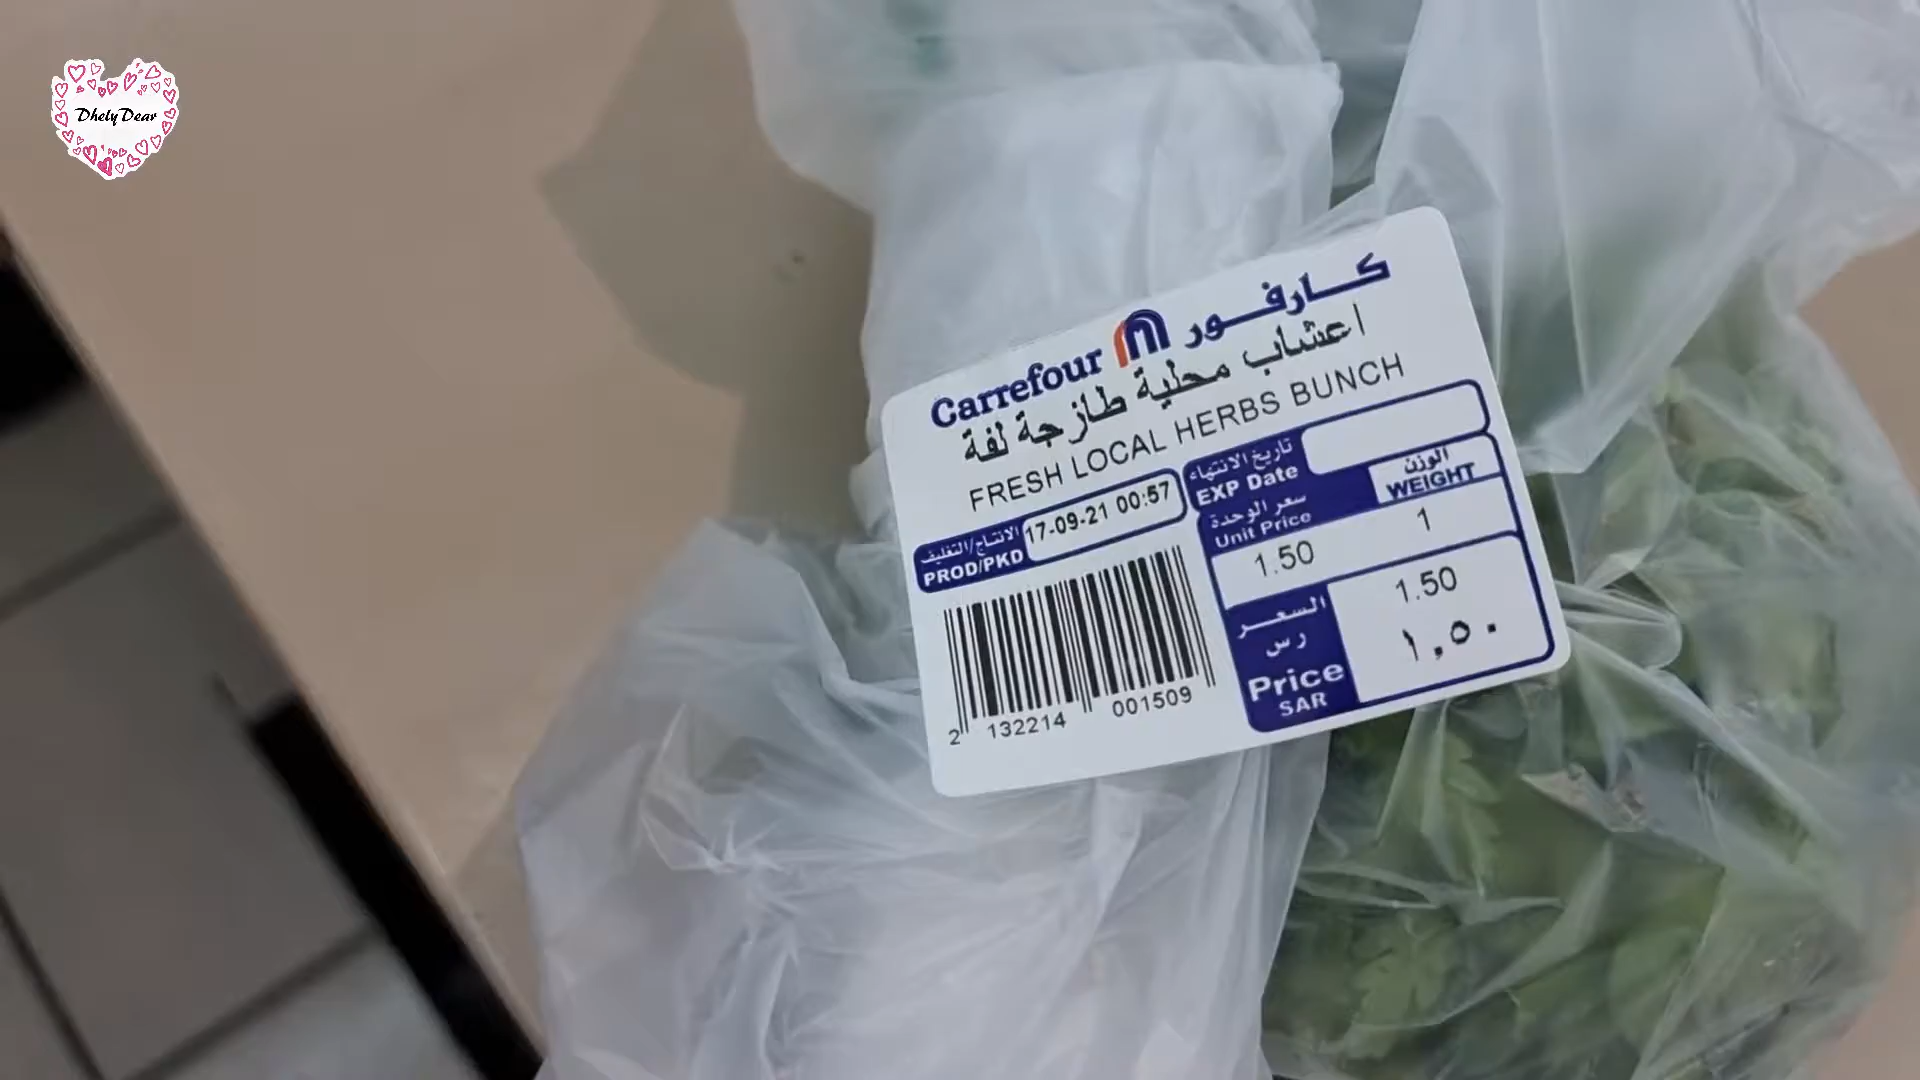 Dhely Dear
Carrefour كارفور
اعشاب محلية طازجة لفة
FRESH LOCAL HERBS BUNCH
الانتاج/التغليف
PROD/PKD
17-09-21 00:57
تاريخ الانتهاء
EXP Date
سعر الوحدة
Unit Price
الوزن
WEIGHT
1.50
1
السعر
ر س
Price
SAR
1.50
١,٥٠
2 132214 001509